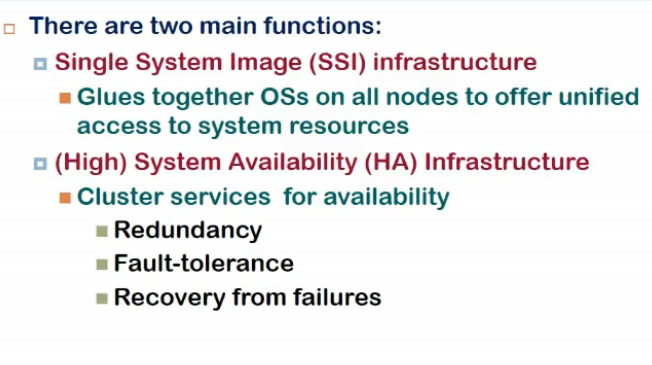 There are two main functions:
Single System Image (SSI) infrastructure
Glues together OSs on all nodes to offer unified
access to system resources
(High) System Availability (HA) Infrastructure
Cluster services for availability
Redundancy
Fault-tolerance
Recovery from failures